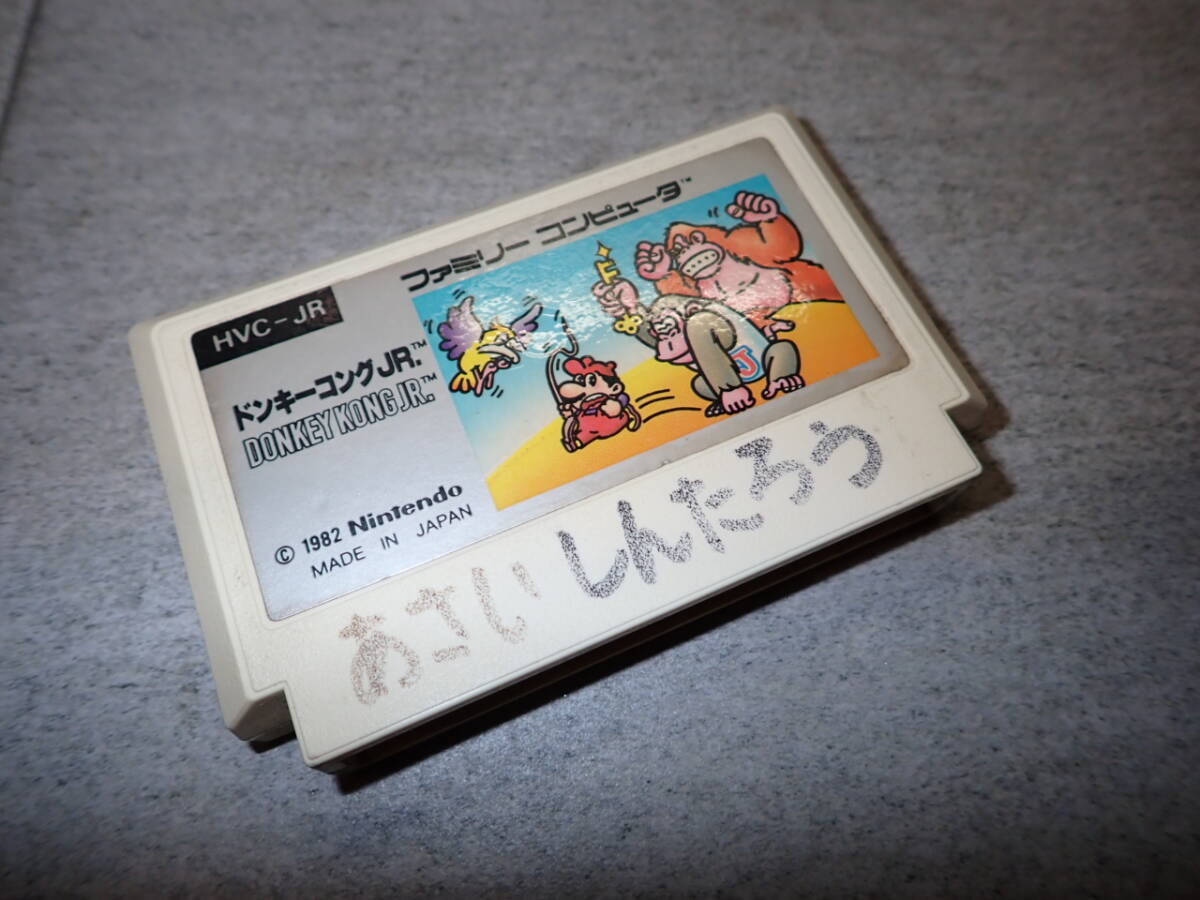 ファミリー コンピュータ™
HVC-JR
ドンキーコングJR.™
DONKEY KONG JR.™
© 1982 Nintendo
MADE IN JAPAN
J
あさい しんたろう